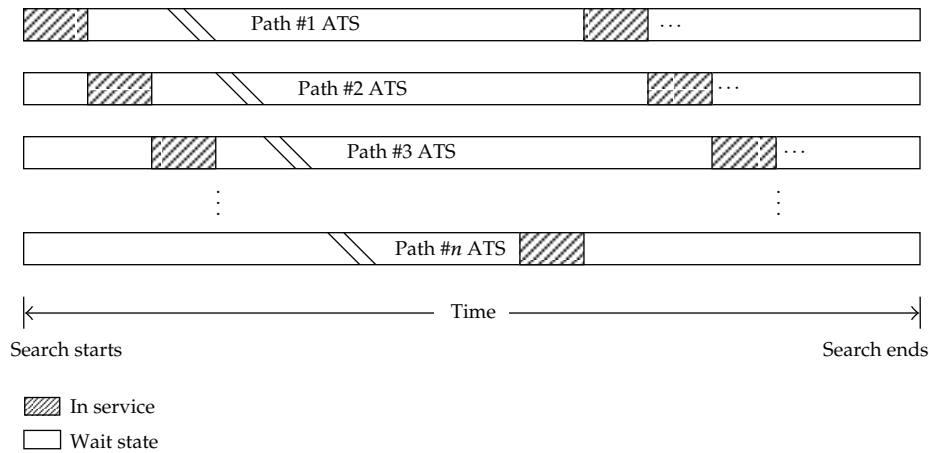 Path #1 ATS
...
Path #2 ATS
...
Path #3 ATS
...
Path #n ATS
Time
Search starts
Search ends
In service
Wait state